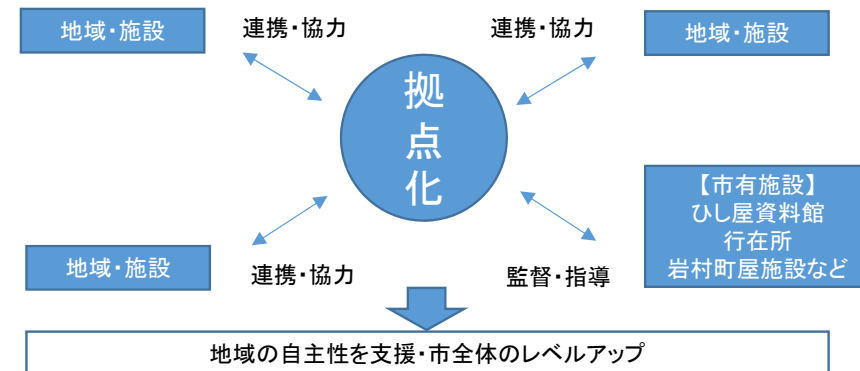 地域・施設
連携・協力
連携・協力
地域・施設
拠
点
化
【市有施設】
ひし屋資料館
行在所
岩村町屋施設など
地域・施設
連携・協力
監督・指導
地域の自主性を支援・市全体のレベルアップ